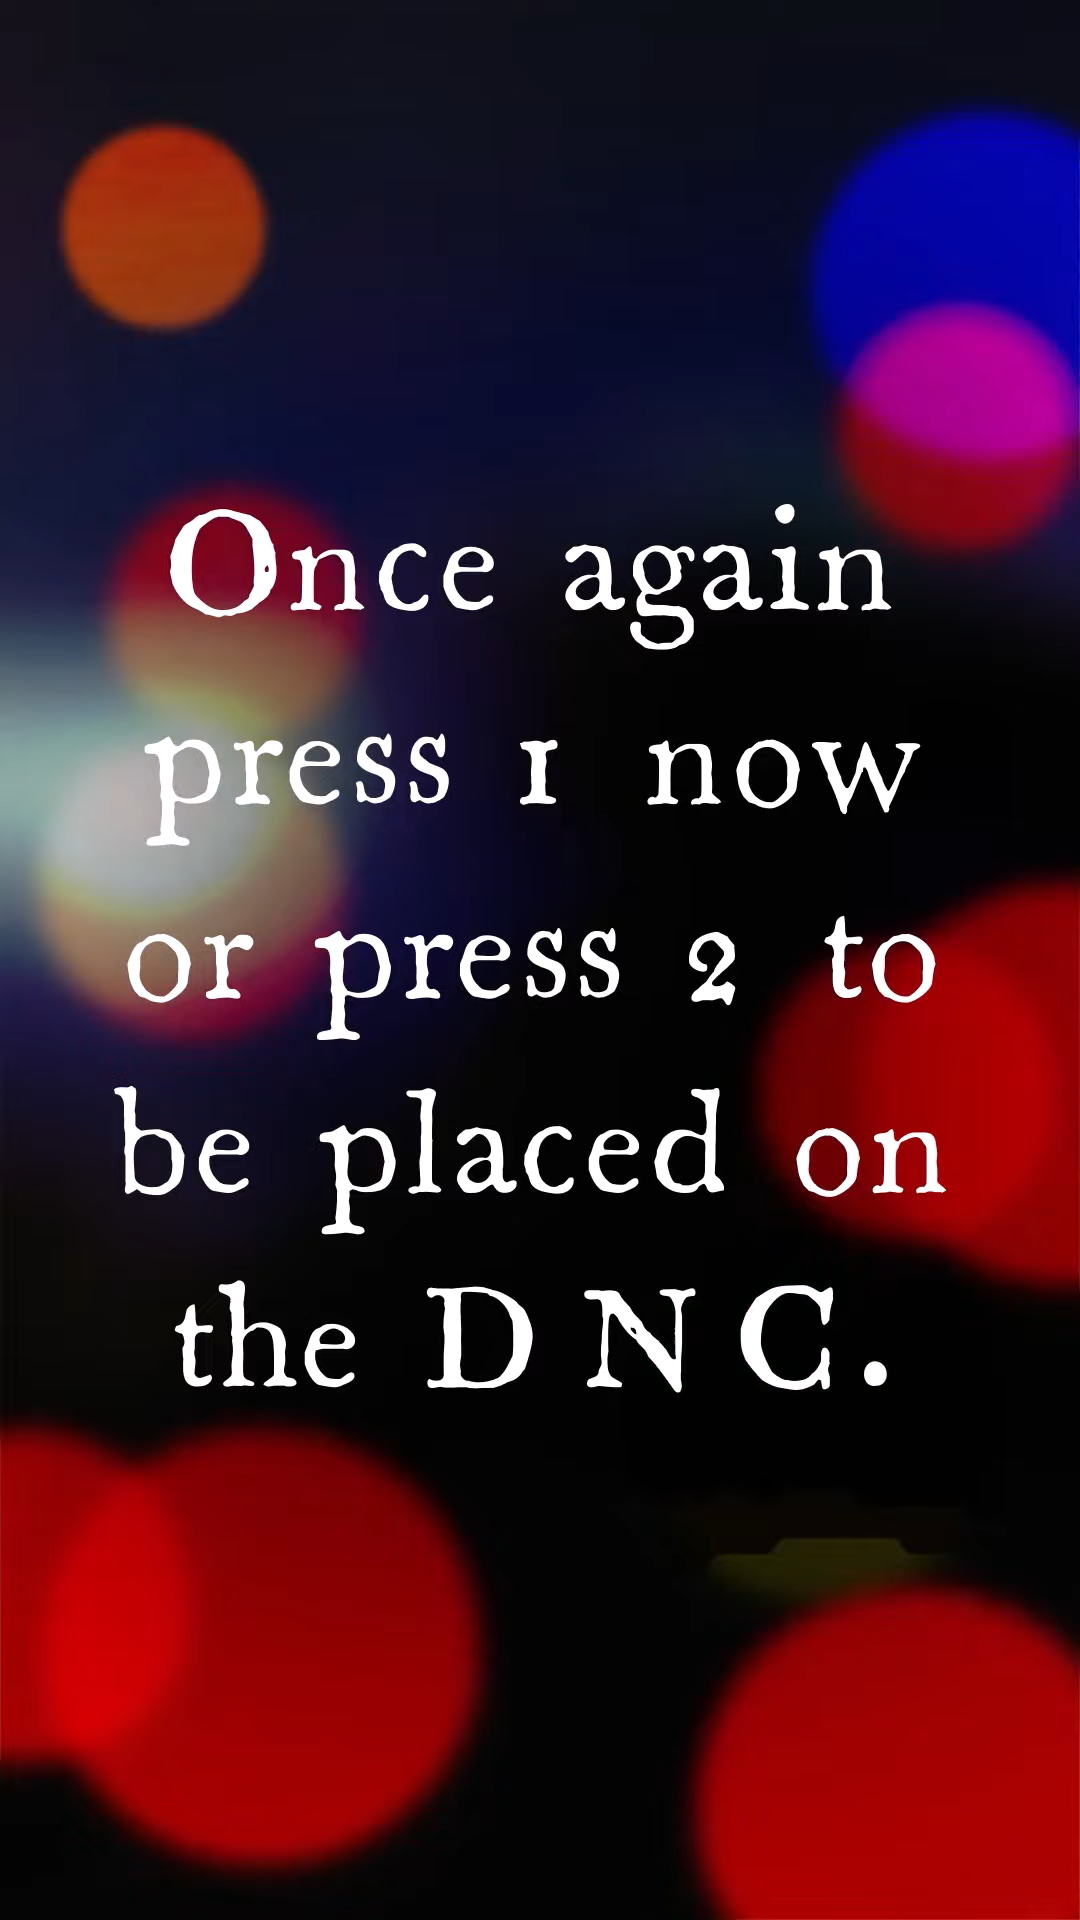 Once again
press 1 now
or press 2 to
be placed on
the D N C.